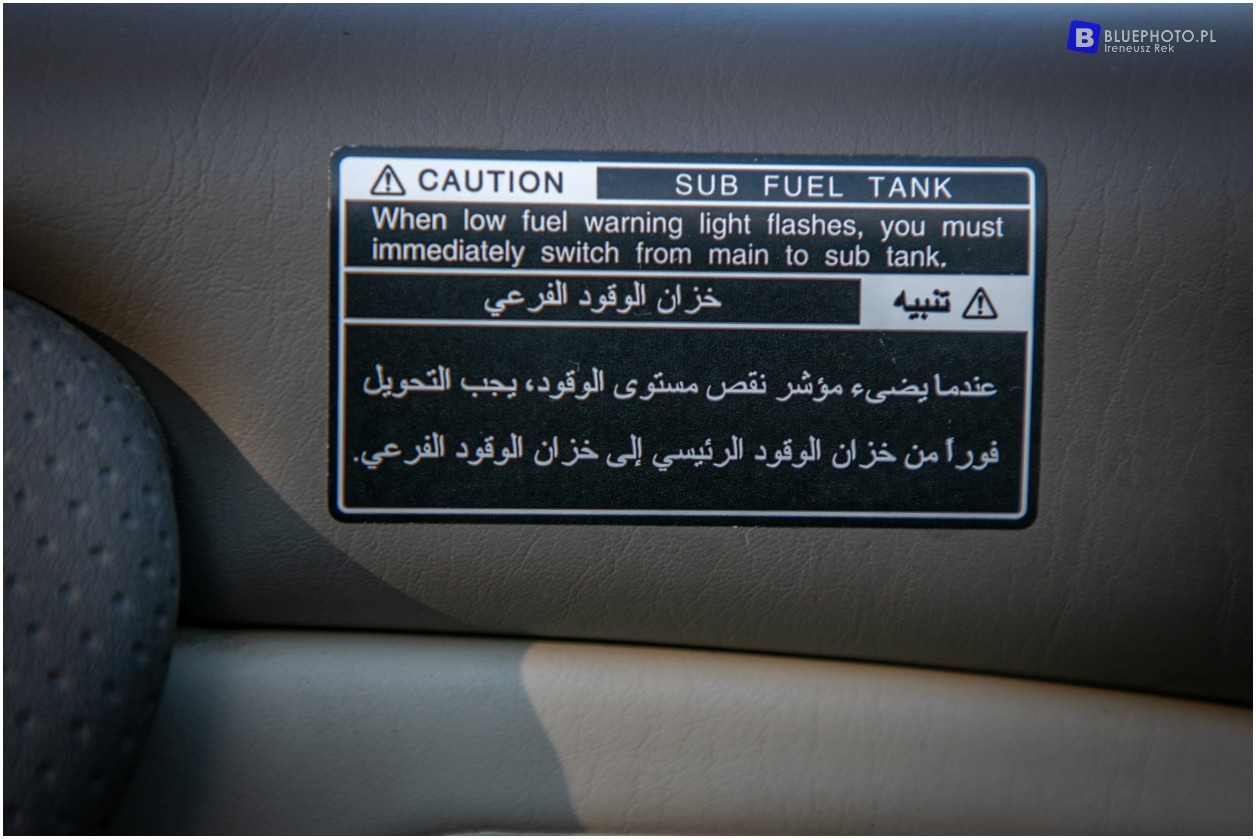 BLUEPHOTO.PL
Ireneusz Rek
CAUTION SUB FUEL TANK
When low fuel warning light flashes, you must
immediately switch from main to sub tank.
تنبيه خزان الوقود الفرعي
عندما يضىء مؤشر نقص مستوى الوقود، يجب التحويل
فوراً من خزان الوقود الرئيسي إلى خزان الوقود الفرعي.